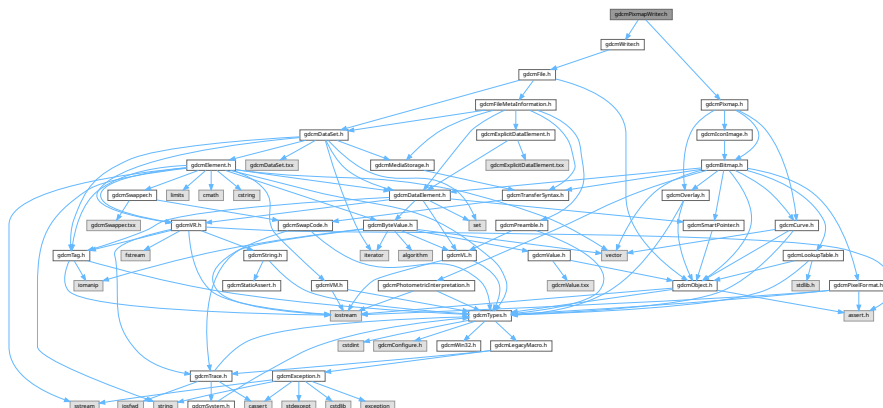 gdcmPixmapWriter.h
gdcmWriter.h
gdcmFile.h
gdcmFileMetaInformation.h
gdcmPixmap.h
gdcmDataSet.h
gdcmExplicitDataElement.h
gdcmIconImage.h
gdcmElement.h
gdcmDataSet.txx
gdcmMediaStorage.h
gdcmExplicitDataElement.txx
gdcmBitmap.h
gdcmSwapper.h
limits
cmath
cstring
gdcmDataElement.h
gdcmTransferSyntax.h
gdcmOverlay.h
gdcmSwapper.txx
gdcmVR.h
gdcmSwapCode.h
gdcmByteValue.h
set
gdcmPreamble.h
gdcmSmartPointer.h
gdcmCurve.h
gdcmTag.h
fstream
gdcmString.h
iterator
algorithm
gdcmVL.h
gdcmValue.h
vector
gdcmLookupTable.h
iomanip
gdcmStaticAssert.h
gdcmVM.h
gdcmPhotometricInterpretation.h
gdcmValue.txx
gdcmObject.h
stdlib.h
gdcmPixelFormat.h
iostream
gdcmTypes.h
assert.h
cstdint
gdcmConfigure.h
gdcmWin32.h
gdcmLegacyMacro.h
gdcmTrace.h
gdcmException.h
sstream
iosfwd
string
gdcmSystem.h
cassert
stdexcept
cstdlib
exception